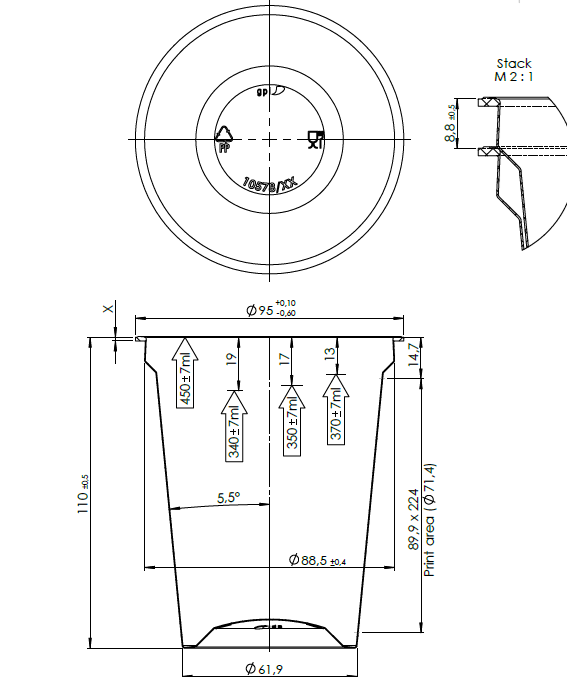 gp
PP
10578/XX
Stack
M 2 : 1
8,8 ±0,5
X
Ø95 +0,10 -0,60
450±7ml
19
340±7ml
17
350±7ml
13
370±7ml
14,7
110 ±0,5
5,5°
89,9 x 224
Print area (Ø71,4)
Ø88,5 ±0,4
gp
Ø61,9